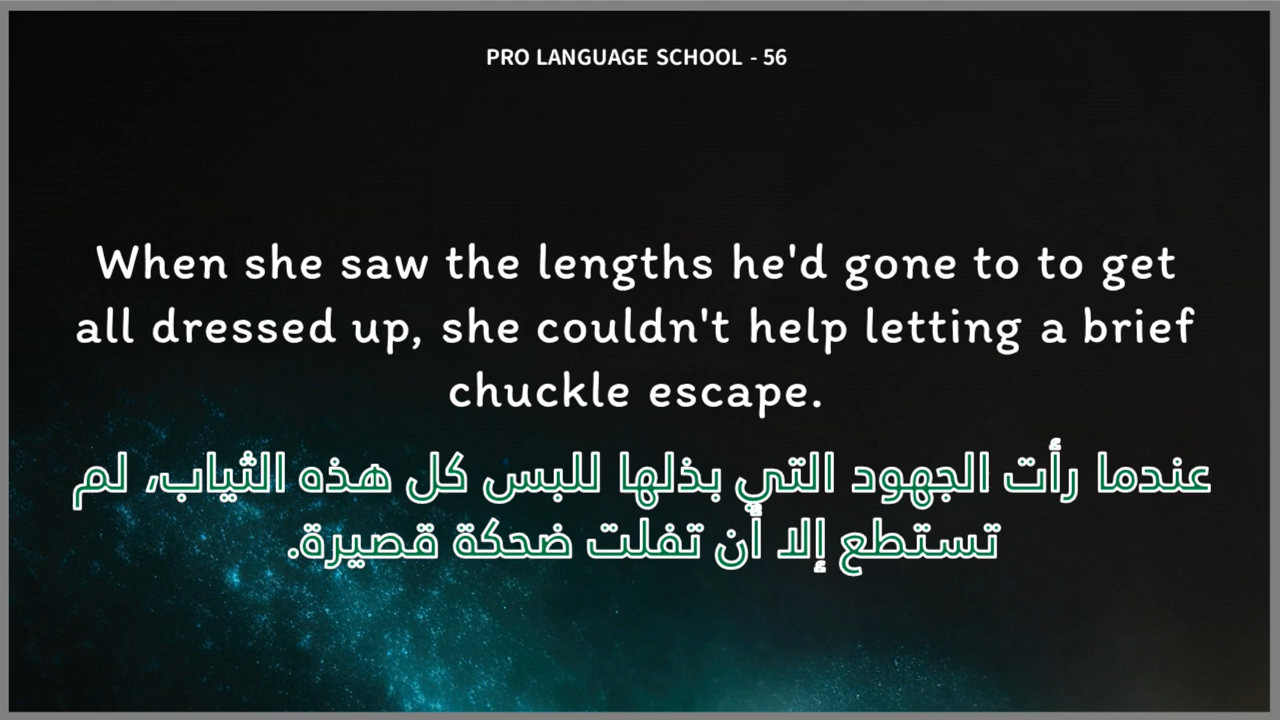 PRO LANGUAGE SCHOOL - 56
When she saw the lengths he'd gone to to get
all dressed up, she couldn't help letting a brief
chuckle escape.
عندما رأت الجهود التي بذلها للبس كل هذه الثياب، لم
تستطع إلا أن تفلت ضحكة قصيرة.